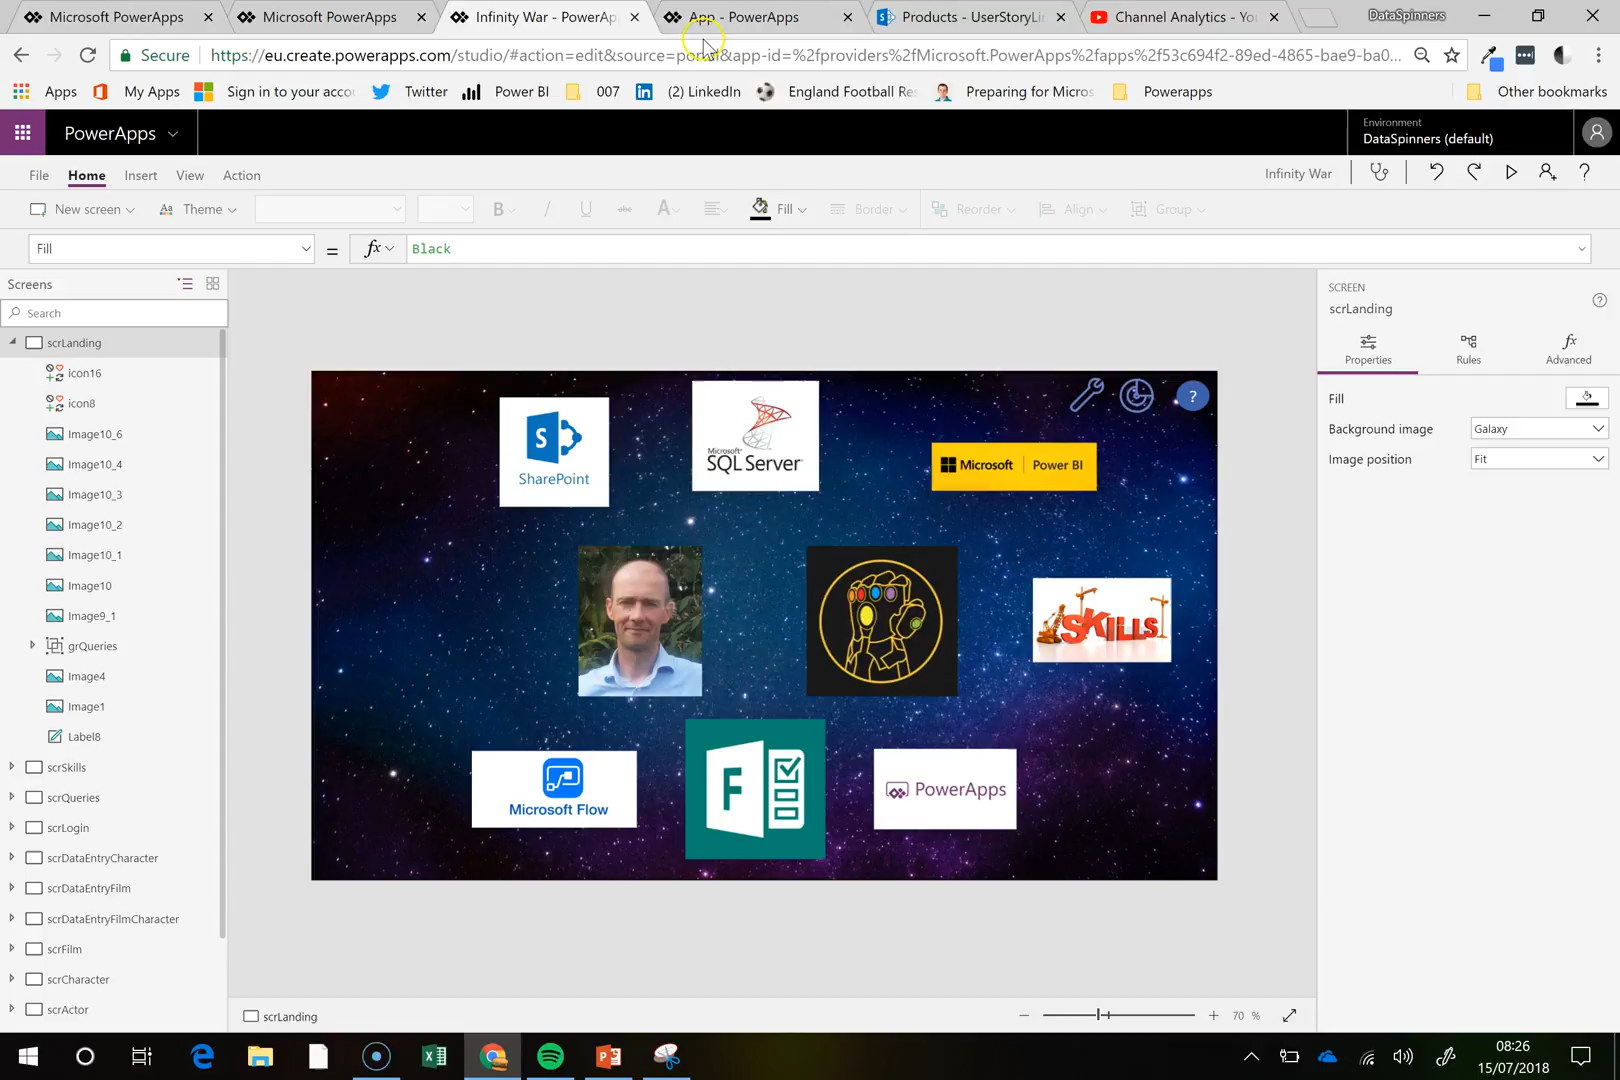 Microsoft PowerApps
Microsoft PowerApps
Infinity War - PowerAp
App - PowerApps
Products - UserStoryLi
Channel Analytics - Yo
DataSpinners
Secure
https://eu.create.powerapps.com/studio/#action=edit&source=portal&app-id=%2fproviders%2fMicrosoft.PowerApps%2fapps%2f53c694f2-89ed-4865-bae9-ba0...
Apps
My Apps
Sign in to your acco
Twitter
Power BI
007
(2) LinkedIn
England Football Re
Preparing for Micros
Powerapps
Other bookmarks
PowerApps
Environment
DataSpinners (default)
File
Home
Insert
View
Action
Infinity War
New screen
Theme
B
I
U
abc
A
Fill
Border
Reorder
Align
Group
Fill
=
fx
Black
Screens
Search
scrLanding
icon16
icon8
Image10_6
Image10_4
Image10_3
Image10_2
Image10_1
Image10
Image9_1
grQueries
Image4
Image1
Label8
scrSkills
scrQueries
scrLogin
scrDataEntryCharacter
scrDataEntryFilm
scrDataEntryFilmCharacter
scrFilm
scrCharacter
scrActor
S
SharePoint
Microsoft®
SQL Server®
Microsoft | Power BI
?
SKILLS
Microsoft Flow
F
PowerApps
SCREEN
scrLanding
Properties
Rules
Advanced
Fill
Background image
Galaxy
Image position
Fit
scrLanding
70 %
08:26
15/07/2018